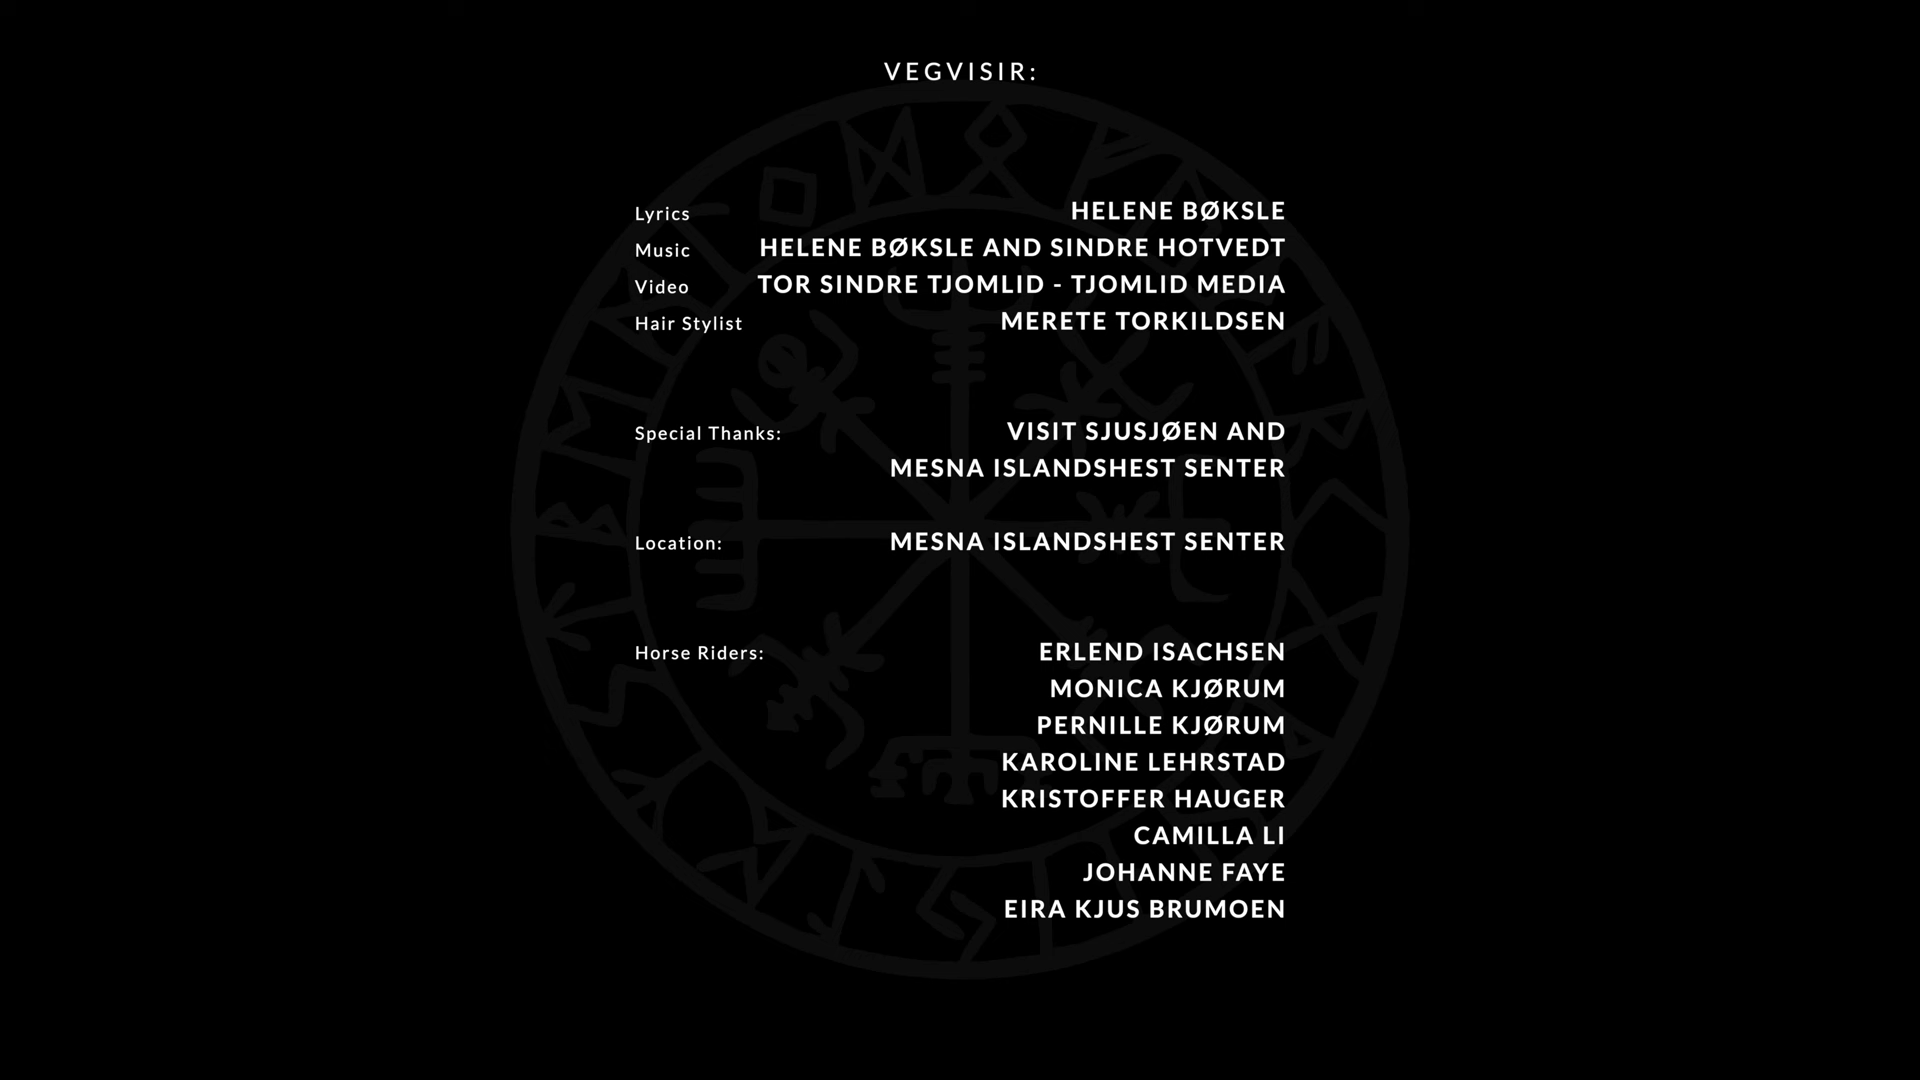 VEGVISIR:
Lyrics HELENE BØKSLE
Music HELENE BØKSLE AND SINDRE HOTVEDT
Video TOR SINDRE TJOMLID - TJOMLID MEDIA
Hair Stylist MERETE TORKILDSEN
Special Thanks: VISIT SJUSJØEN AND
MESNA ISLANDSHEST SENTER
Location: MESNA ISLANDSHEST SENTER
Horse Riders: ERLEND ISACHSEN
MONICA KJØRUM
PERNILLE KJØRUM
KAROLINE LEHRSTAD
KRISTOFFER HAUGER
CAMILLA LI
JOHANNE FAYE
EIRA KJUS BRUMOEN